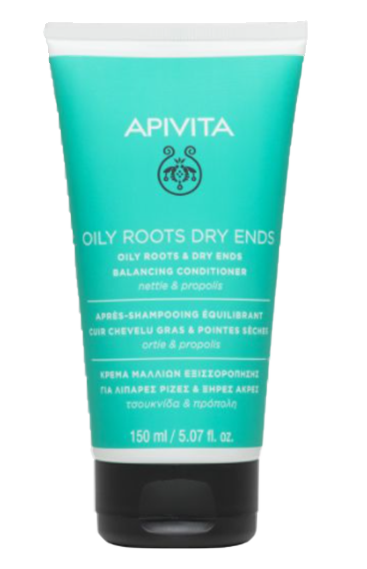 APIVITA
OILY ROOTS DRY ENDS
OILY ROOTS & DRY ENDS
BALANCING CONDITIONER
nettle & propolis
APRÈS-SHAMPOOING ÉQUILIBRANT
CUIR CHEVELU GRAS & POINTES SÈCHES
ortie & propolis
ΚΡΕΜΑ ΜΑΛΛΙΩΝ ΕΞΙΣΣΟΡΟΠΗΣΗΣ
ΓΙΑ ΛΙΠΑΡΕΣ ΡΙΖΕΣ & ΞΗΡΕΣ ΑΚΡΕΣ
τσουκνίδα & πρόπολη
150 ml / 5.07 fl. oz.